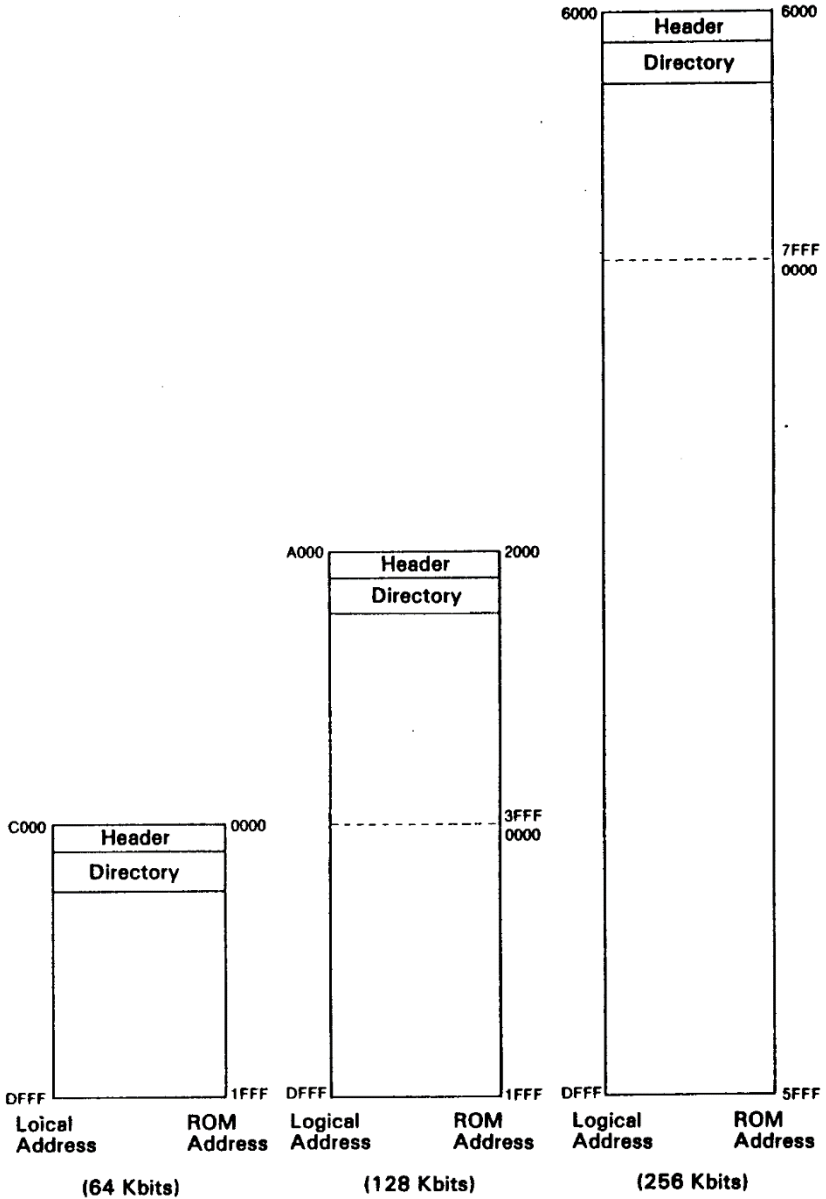 6000 6000
Header
Directory
7FFF
0000
A000 2000
Header
Directory
3FFF
0000
C000 0000
Header
Directory
DFFF 1FFF DFFF 1FFF DFFF 5FFF
Loical Address ROM Address
Logical Address ROM Address
Logical Address ROM Address
(64 Kbits) (128 Kbits) (256 Kbits)